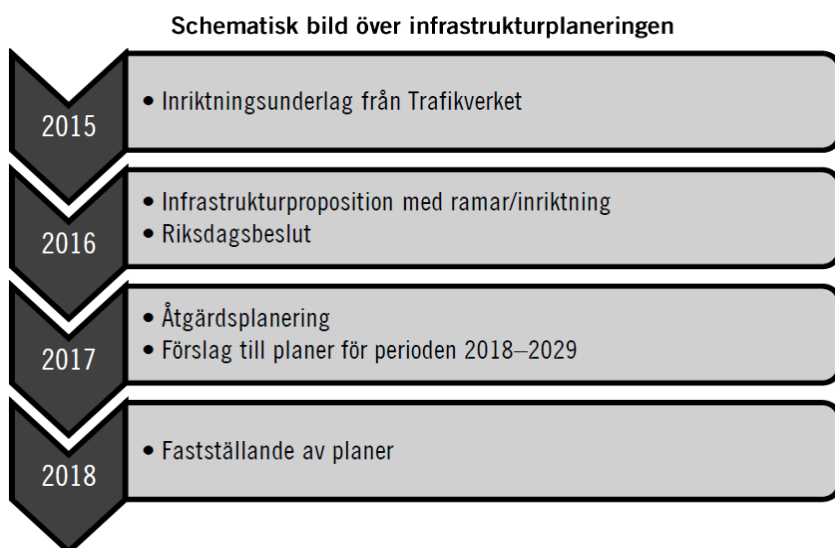 Schematisk bild över infrastrukturplaneringen
2015
• Inriktningsunderlag från Trafikverket
2016
• Infrastrukturproposition med ramar/inriktning
• Riksdagsbeslut
2017
• Åtgärdsplanering
• Förslag till planer för perioden 2018–2029
2018
• Fastställande av planer